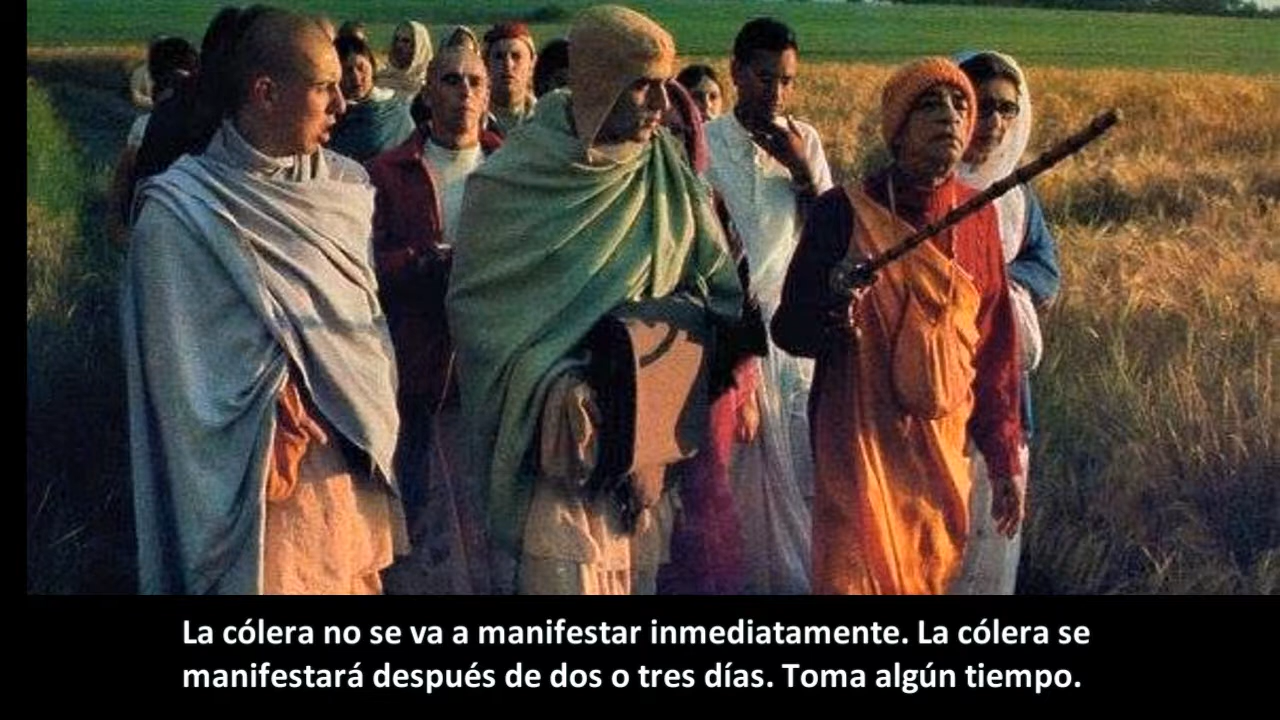 La cólera no se va a manifestar inmediatamente. La cólera se
manifestará después de dos o tres días. Toma algún tiempo.